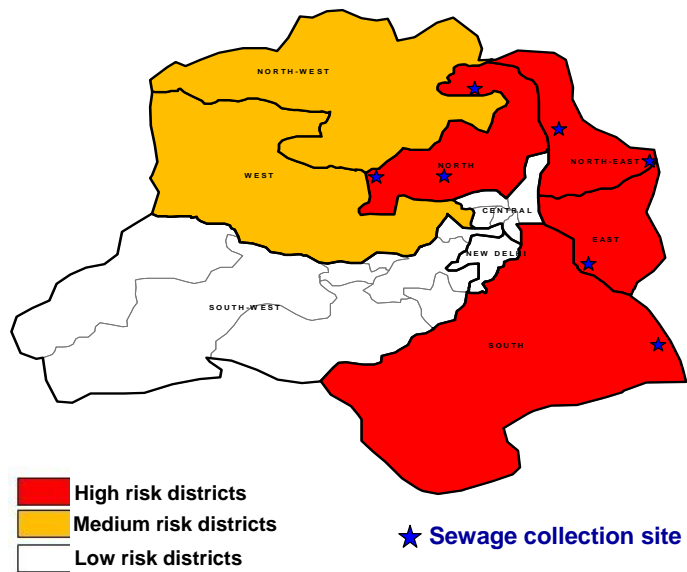 NORTH-WEST
WEST
NORTH
NORTH-EAST
CENTRAL
EAST
NEW DELHI
SOUTH-WEST
SOUTH
High risk districts
Medium risk districts
Low risk districts
Sewage collection site